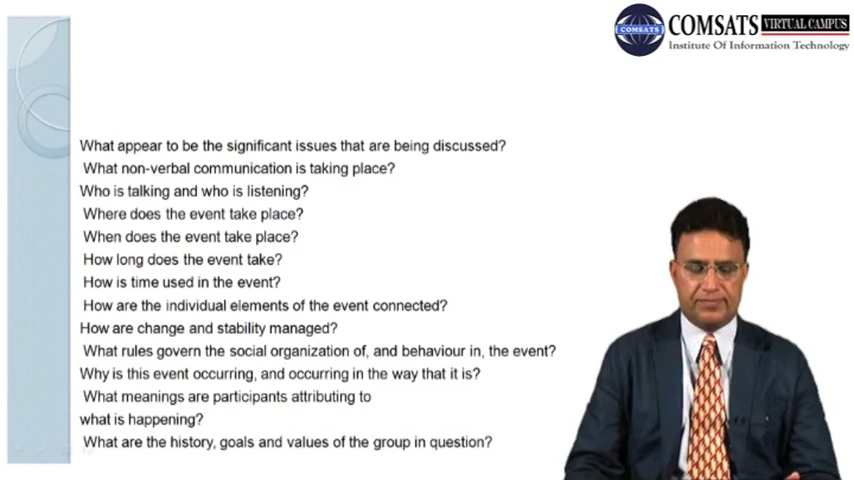 COMSATS
COMSATS VIRTUAL CAMPUS
Institute Of Information Technology
What appear to be the significant issues that are being discussed?
What non-verbal communication is taking place?
Who is talking and who is listening?
Where does the event take place?
When does the event take place?
How long does the event take?
How is time used in the event?
How are the individual elements of the event connected?
How are change and stability managed?
What rules govern the social organization of, and behaviour in, the event?
Why is this event occurring, and occurring in the way that it is?
What meanings are participants attributing to
what is happening?
What are the history, goals and values of the group in question?